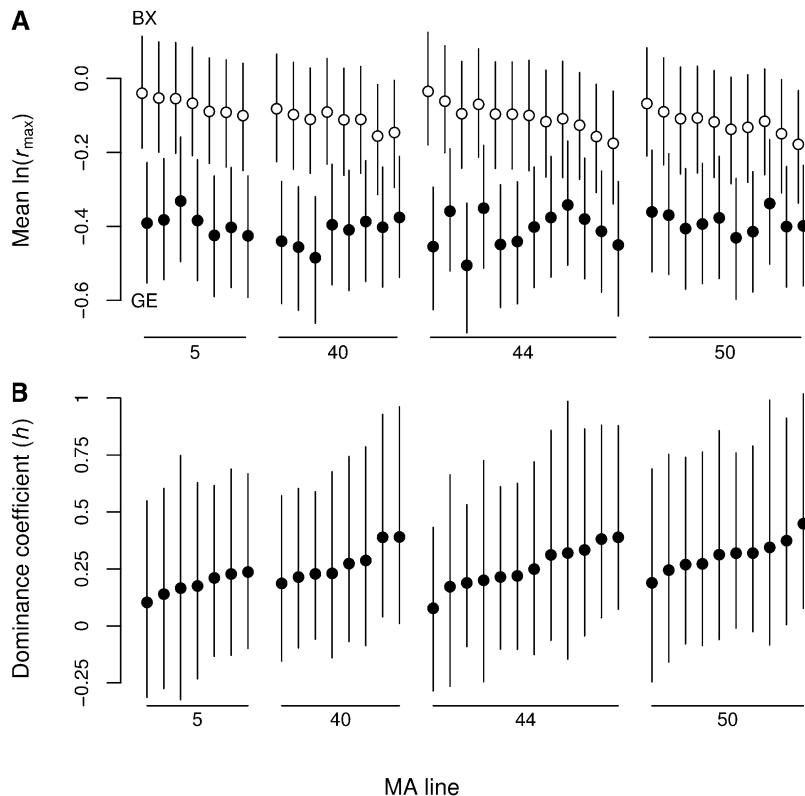 A
BX
0.0
−0.2
−0.4
−0.6
Mean ln(rmax)
GE
5
40
44
50
B
1
0.75
0.5
0.25
0
−0.25
Dominance coefficient (h)
5
40
44
50
MA line